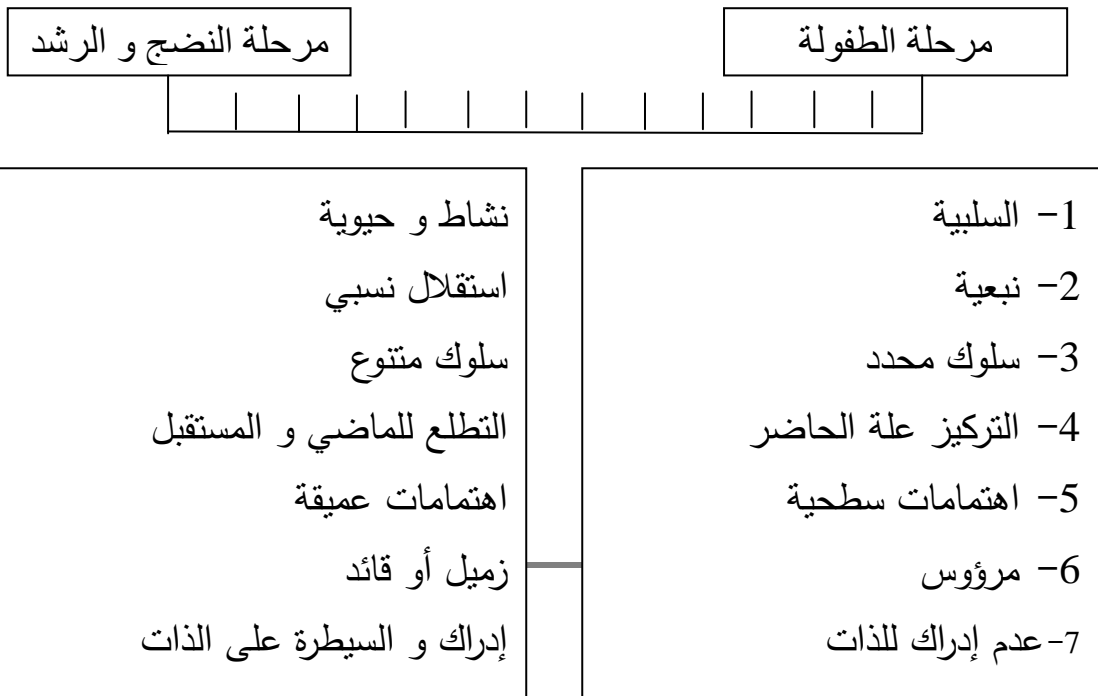 مرحلة الطفولة
مرحلة النضج و الرشد
1- السلبية
2- نبعية
3- سلوك محدد
4- التركيز علة الحاضر
5- اهتمامات سطحية
6- مرؤوس
7- عدم إدراك للذات
نشاط و حيوية
استقلال نسبي
سلوك متنوع
التطلع للماضي و المستقبل
اهتمامات عميقة
زميل أو قائد
إدراك و السيطرة على الذات